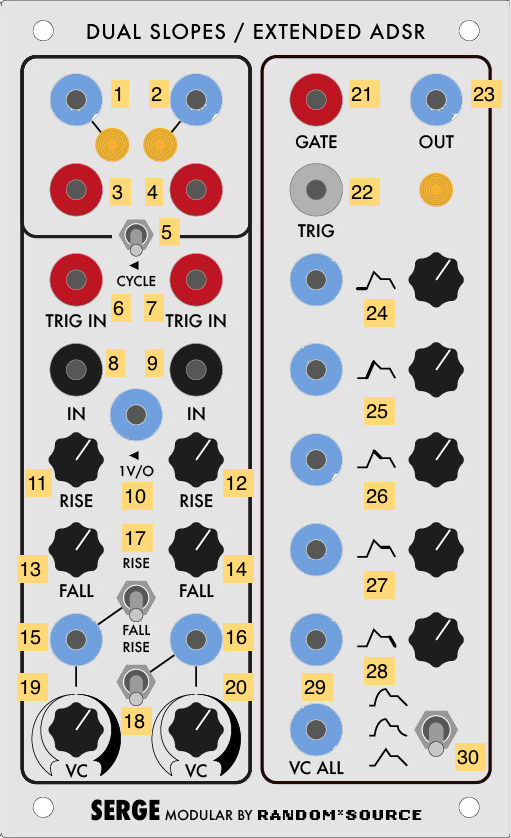 DUAL SLOPES / EXTENDED ADSR
1 2 21 23
GATE OUT
3 4 22
TRIG
5
◄
CYCLE
6 7
TRIG IN TRIG IN
24
8 9
IN IN
25
◄
1V/O
11 12
10
RISE RISE
26
17
RISE
13 14
FALL FALL
27
15 16
FALL
RISE
28
19 20 29
18
VC VC
VC ALL
30
SERGE MODULAR BY RANDOM*SOURCE